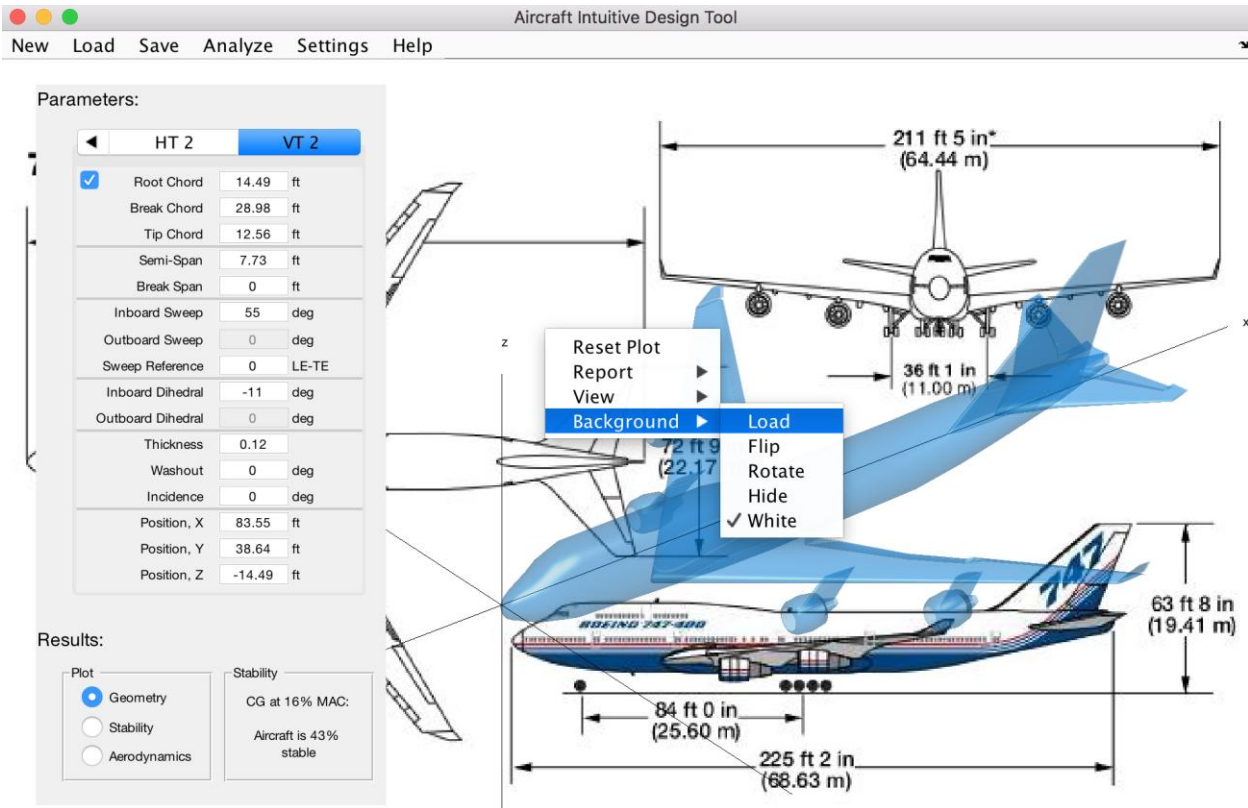 Aircraft Intuitive Design Tool
New Load Save Analyze Settings Help
Parameters:
HT 2 VT 2
Root Chord 14.49 ft
Break Chord 28.98 ft
Tip Chord 12.56 ft
Semi-Span 7.73 ft
Break Span 0 ft
Inboard Sweep 55 deg
Outboard Sweep 0 deg
Sweep Reference 0 LE-TE
Inboard Dihedral -11 deg
Outboard Dihedral 0 deg
Thickness 0.12
Washout 0 deg
Incidence 0 deg
Position, X 83.55 ft
Position, Y 38.64 ft
Position, Z -14.49 ft
Results:
Plot
Geometry
Stability
Aerodynamics
Stability
CG at 16% MAC:
Aircraft is 43%
stable
211 ft 5 in*
(64.44 m)
z
x
36 ft 1 in
(11.00 m)
Reset Plot
Report
View
Background
Load
Flip
Rotate
Hide
White
72 ft 9
(22.17
747
BOEING 747-400
63 ft 8 in
(19.41 m)
84 ft 0 in
(25.60 m)
225 ft 2 in
(68.63 m)